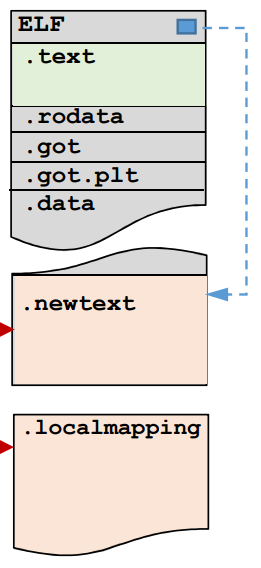 ELF
.text
.rodata
.got
.got.plt
.data
.newtext
.localmapping